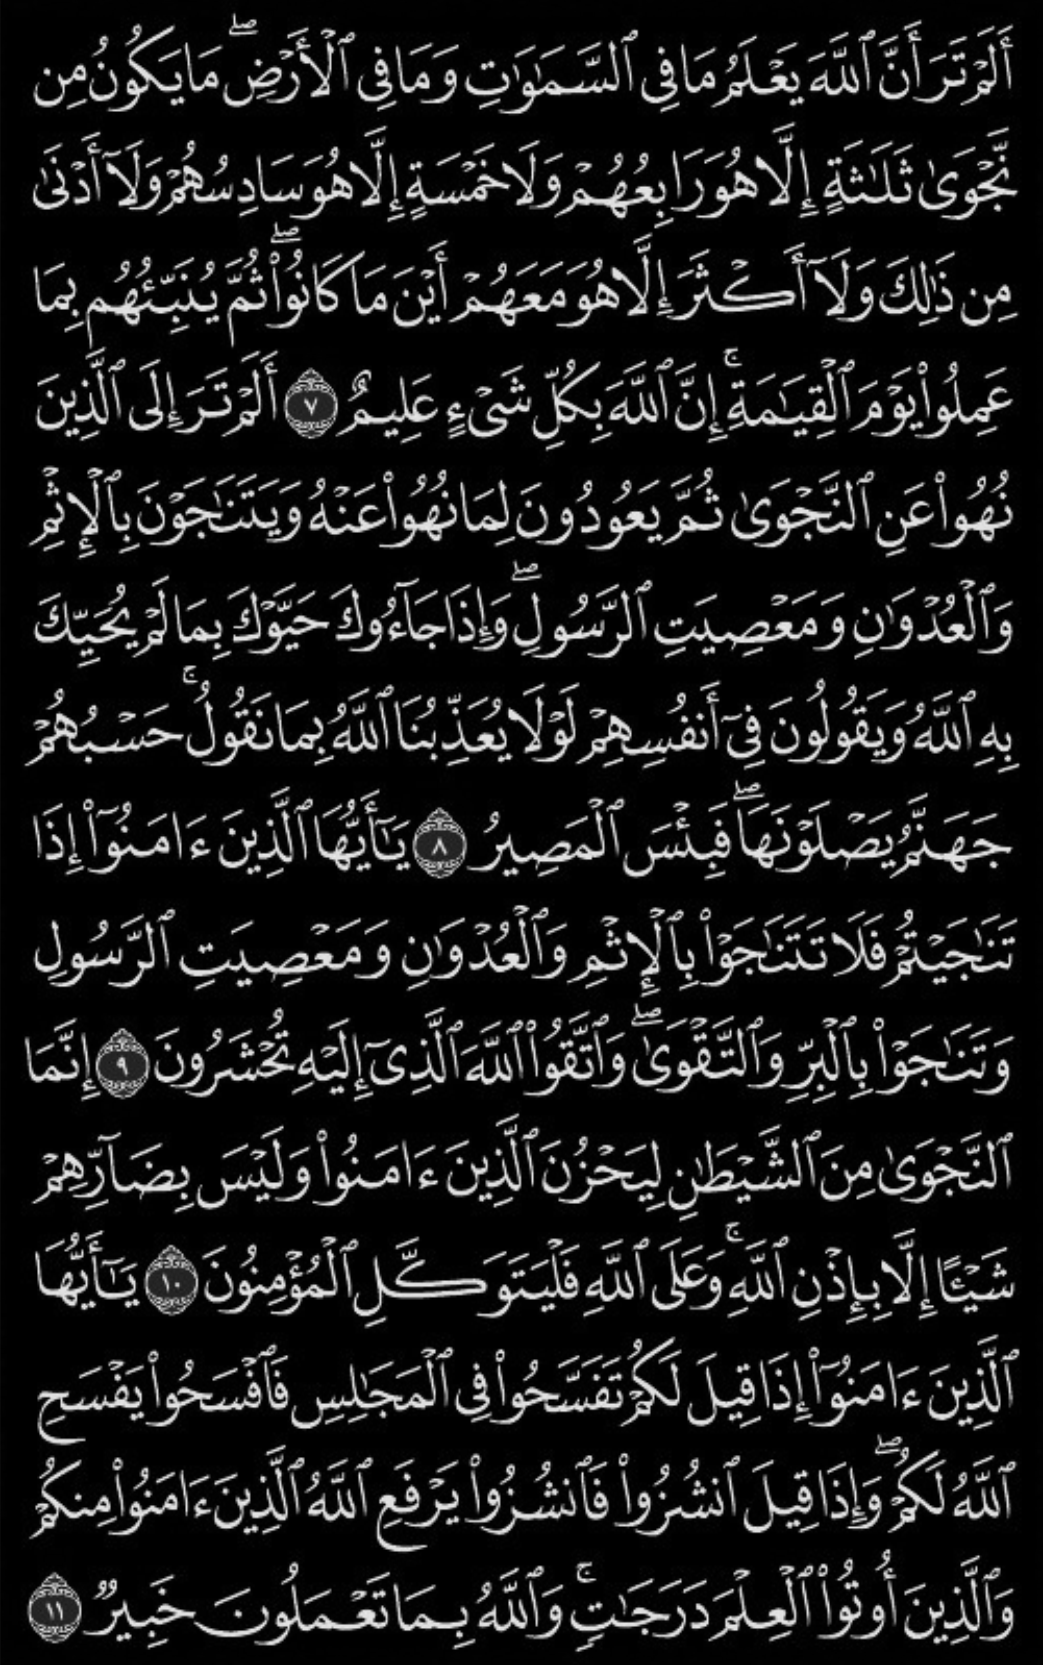 أَلَمْ تَرَ أَنَّ ٱللَّهَ يَعْلَمُ مَا فِى ٱلسَّمَٰوَٰتِ وَمَا فِى ٱلْأَرْضِ ۖ مَا يَكُونُ مِن
نَّجْوَىٰ ثَلَٰثَةٍ إِلَّا هُوَ رَابِعُهُمْ وَلَا خَمْسَةٍ إِلَّا هُوَ سَادِسُهُمْ وَلَآ أَدْنَىٰ
مِن ذَٰلِكَ وَلَآ أَكْثَرَ إِلَّا هُوَ مَعَهُمْ أَيْنَ مَا كَانُوا۟ ۖ ثُمَّ يُنَبِّئُهُم بِمَا
عَمِلُوا۟ يَوْمَ ٱلْقِيَٰمَةِ ۚ إِنَّ ٱللَّهَ بِكُلِّ شَىْءٍ عَلِيمٌ ٧ أَلَمْ تَرَ إِلَى ٱلَّذِينَ
نُهُوا۟ عَنِ ٱلنَّجْوَىٰ ثُمَّ يَعُودُونَ لِمَا نُهُوا۟ عَنْهُ وَيَتَنَٰجَوْنَ بِٱلْإِثْمِ
وَٱلْعُدْوَٰنِ وَمَعْصِيَتِ ٱلرَّسُولِ ۖ وَإِذَا جَآءُوكَ حَيَّوْكَ بِمَا لَمْ يُحَيِّكَ
بِهِ ٱللَّهُ وَيَقُولُونَ فِىٓ أَنفُسِهِمْ لَوْلَا يُعَذِّبُنَا ٱللَّهُ بِمَا نَقُولُ ۚ حَسْبُهُمْ
جَهَنَّمُ يَصْلَوْنَهَا ۖ فَبِئْسَ ٱلْمَصِيرُ ٨ يَٰٓأَيُّهَا ٱلَّذِينَ ءَامَنُوٓا۟ إِذَا
تَنَٰجَيْتُمْ فَلَا تَتَنَٰجَوْا۟ بِٱلْإِثْمِ وَٱلْعُدْوَٰنِ وَمَعْصِيَتِ ٱلرَّسُولِ
وَتَنَٰجَوْا۟ بِٱلْبِرِّ وَٱلتَّقْوَىٰ ۖ وَٱتَّقُوا۟ ٱللَّهَ ٱلَّذِىٓ إِلَيْهِ تُحْشَرُونَ ٩ إِنَّمَا
ٱلنَّجْوَىٰ مِنَ ٱلشَّيْطَٰنِ لِيَحْزُنَ ٱلَّذِينَ ءَامَنُوا۟ وَلَيْسَ بِضَآرِّهِمْ
شَيْـًٔا إِلَّا بِإِذْنِ ٱللَّهِ ۚ وَعَلَى ٱللَّهِ فَلْيَتَوَكَّلِ ٱلْمُؤْمِنُونَ ١٠ يَٰٓأَيُّهَا
ٱلَّذِينَ ءَامَنُوٓا۟ إِذَا قِيلَ لَكُمْ تَفَسَّحُوا۟ فِى ٱلْمَجَٰلِسِ فَٱفْسَحُوا۟ يَفْسَحِ
ٱللَّهُ لَكُمْ ۖ وَإِذَا قِيلَ ٱنشُزُوا۟ فَٱنشُزُوا۟ يَرْفَعِ ٱللَّهُ ٱلَّذِينَ ءَامَنُوا۟ مِنكُمْ
وَٱلَّذِينَ أُوتُوا۟ ٱلْعِلْمَ دَرَجَٰتٍ ۚ وَٱللَّهُ بِمَا تَعْمَلُونَ خَبِيرٌ ١١